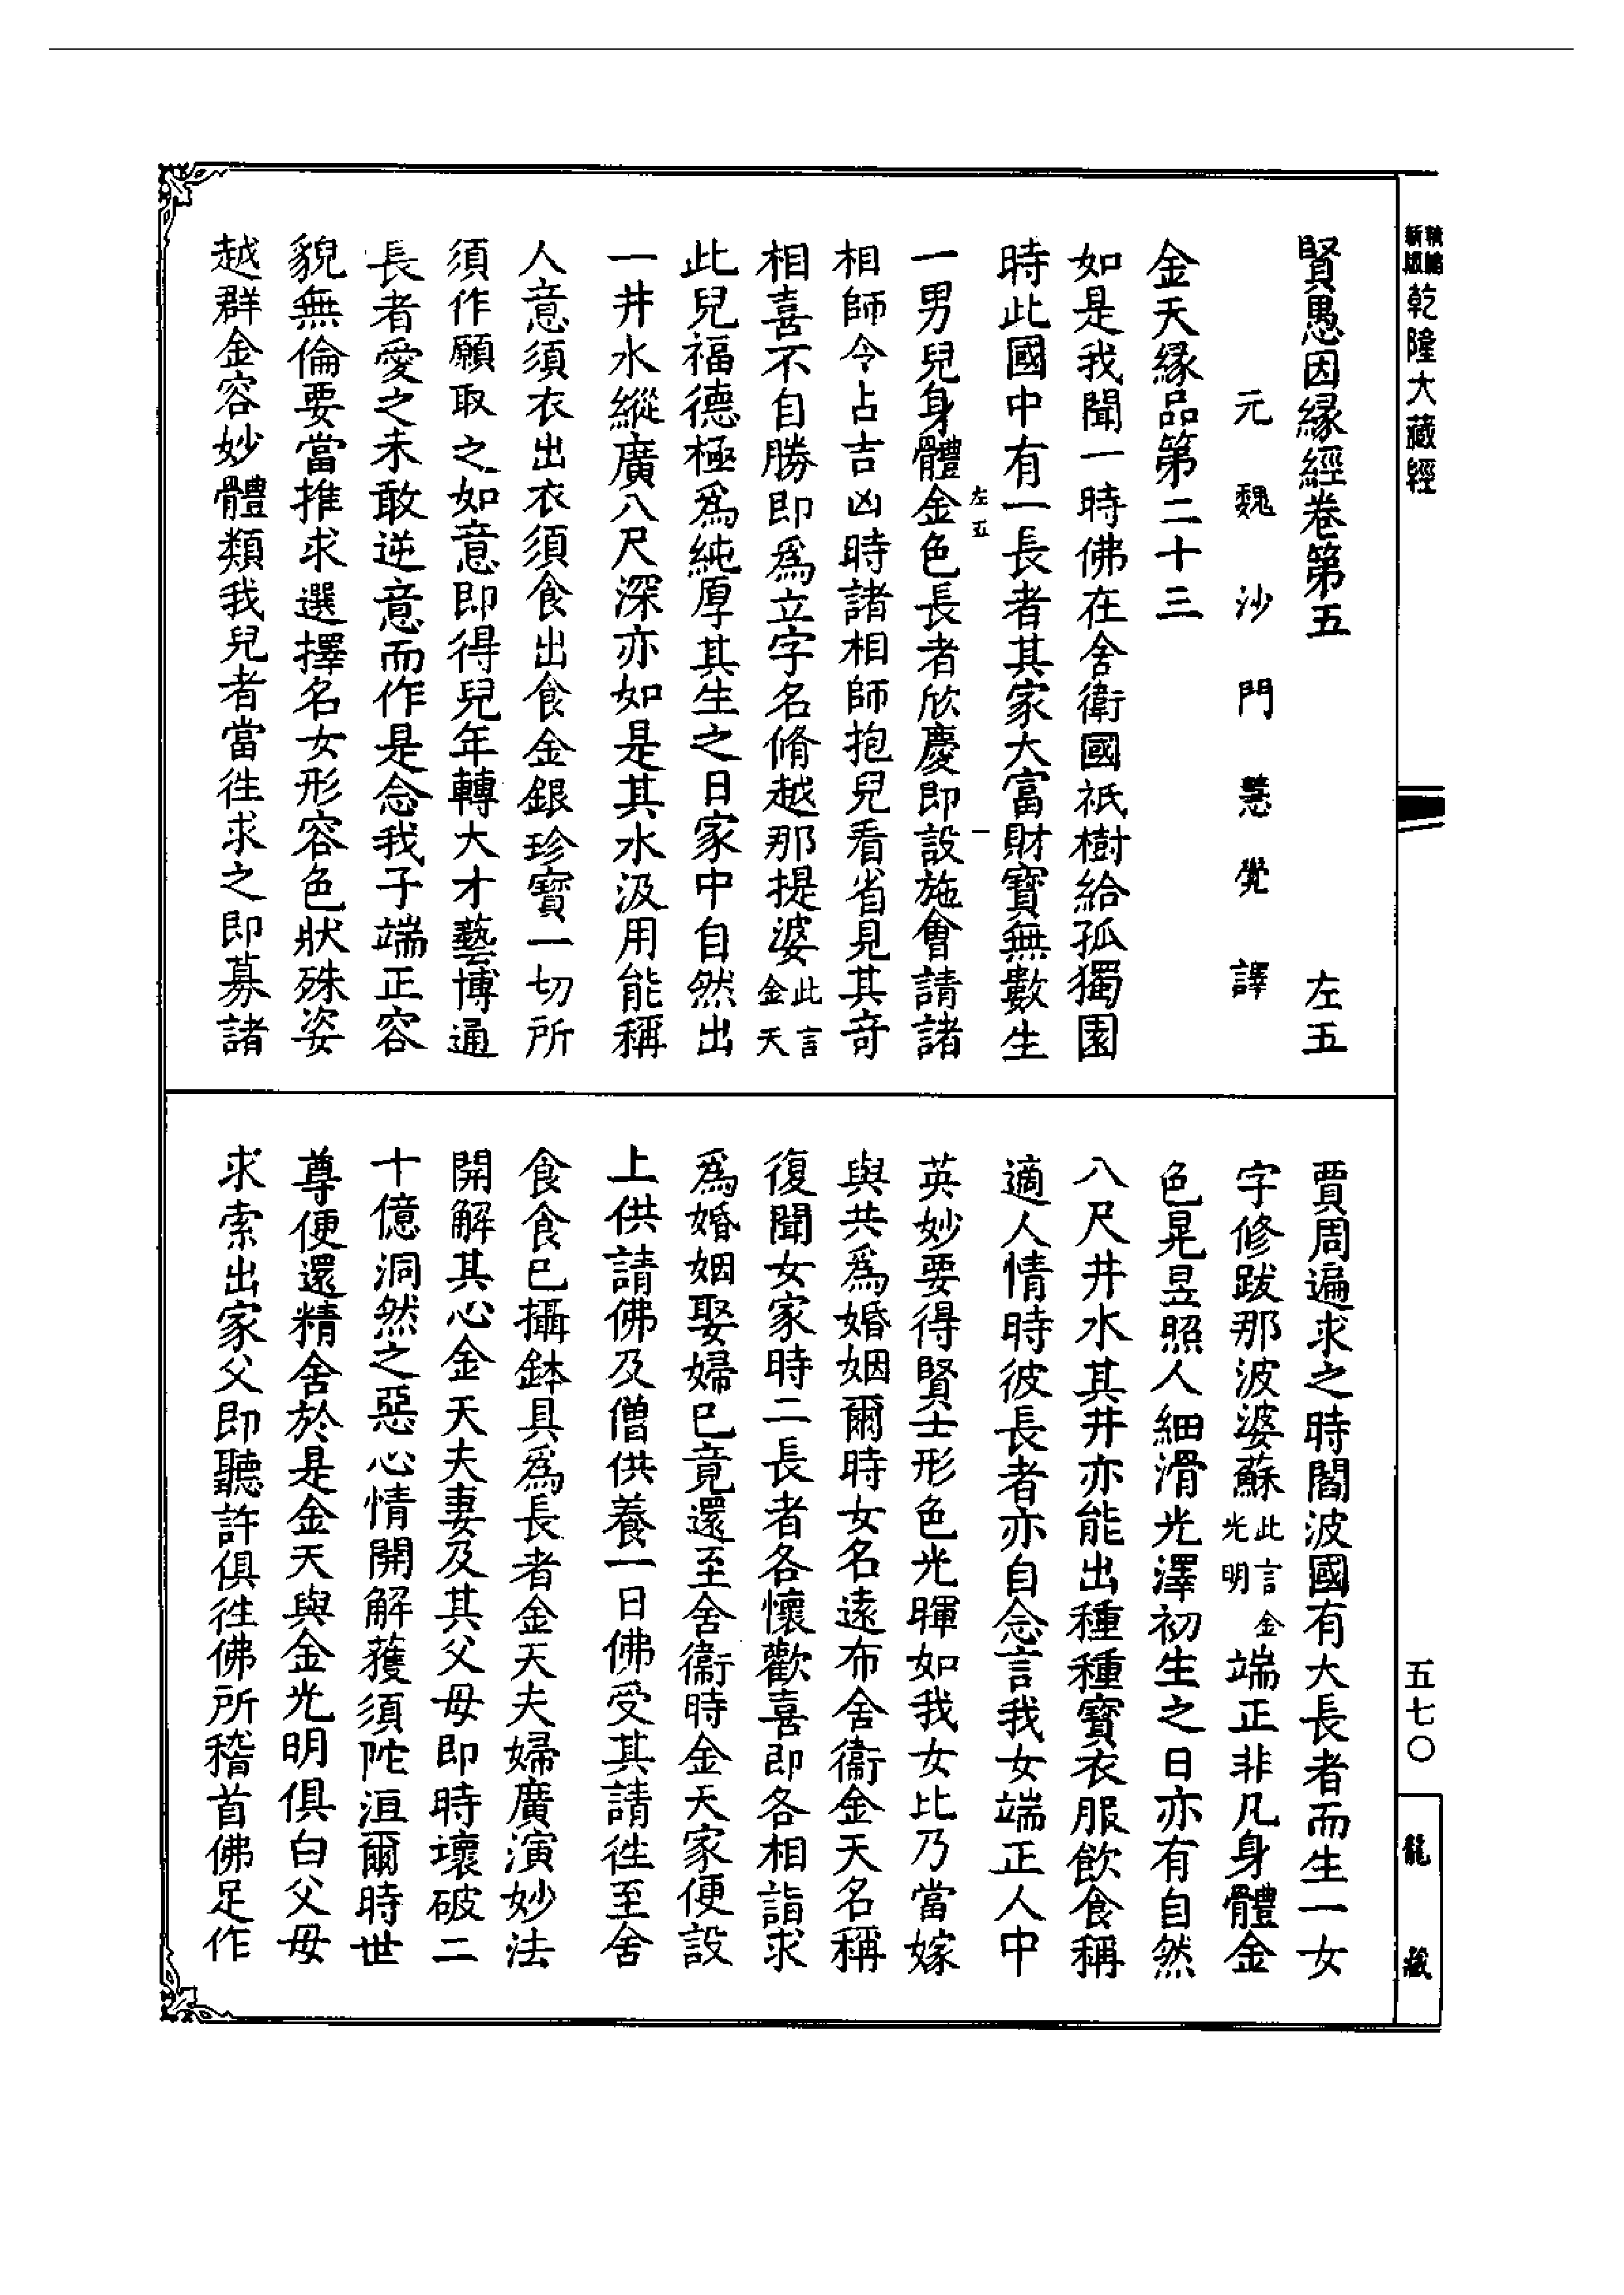 新版
乾隆大藏經
賢愚因緣經卷第五 左五
元魏沙門慧覺譯
金天緣品第二十三
如是我聞一時佛在舍衛國祇樹給孤獨園
時此國中有一長者其家大富財寶無數生
左五 一
一男兒身體金色長者欣慶即設施會請諸
相師令占吉凶時諸相師抱兒看省見其奇
相喜不自勝即爲立字名脩越那提婆此言金天
此兒福德極爲純厚其生之日家中自然出
一井水縱廣八尺深亦如是其水汲用能稱
人意須衣出衣須食出食金銀珍寶一切所
須作願取之如意即得兒年轉大才藝博通
長者愛之未敢逆意而作是念我子端正容
貌無倫要當推求選擇名女形容色狀殊姿
越群金容妙體類我兒者當徃求之即募諸
賈周遍求之時閻波國有大長者而生一女
字修跋那波婆蘇此言金光明端正非凡身體金
色晃昱照人細滑光澤初生之日亦有自然
八尺井水其井亦能出種種寶衣服飲食稱
適人情時彼長者亦自念言我女端正人中
英妙要得賢士形色光暉如我女比乃當嫁
與共爲婚姻爾時女名遠布舍衞金天名稱
復聞女家時二長者各懷歡喜即各相詣求
爲婚姻娶婦已竟還至舍衞時金天家便設
上供請佛及僧供養一日佛受其請徃至舍
食食已攝鉢具爲長者金天夫婦廣演妙法
開解其心金天夫妻及其父母即時壞破二
十億洞然之惡心情開解獲須陀洹爾時世
尊便還精舍於是金天與金光明俱白父母
求索出家父即聽許俱徃佛所稽首佛足作
五七〇
龍藏